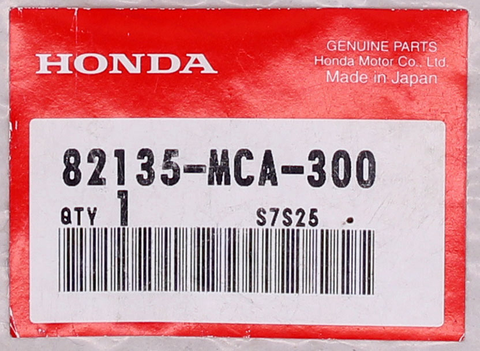 HONDA
GENUINE PARTS
Honda Motor Co., Ltd.
Made in Japan
82135-MCA-300
QTY 1 S7S25